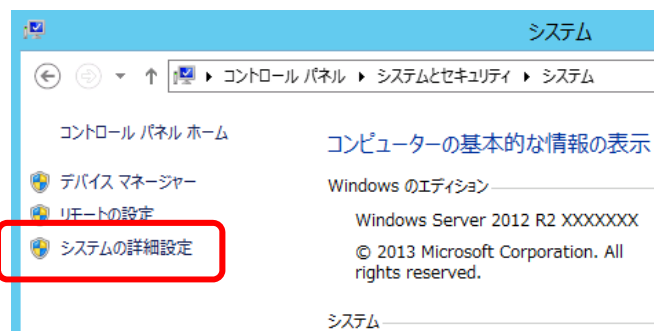 システム
コントロール パネル ▸ システムとセキュリティ ▸ システム
コントロール パネル ホーム
デバイス マネージャー
リモートの設定
システムの詳細設定
コンピューターの基本的な情報の表示
Windows のエディション
Windows Server 2012 R2 XXXXXXX
© 2013 Microsoft Corporation. All
rights reserved.
システム